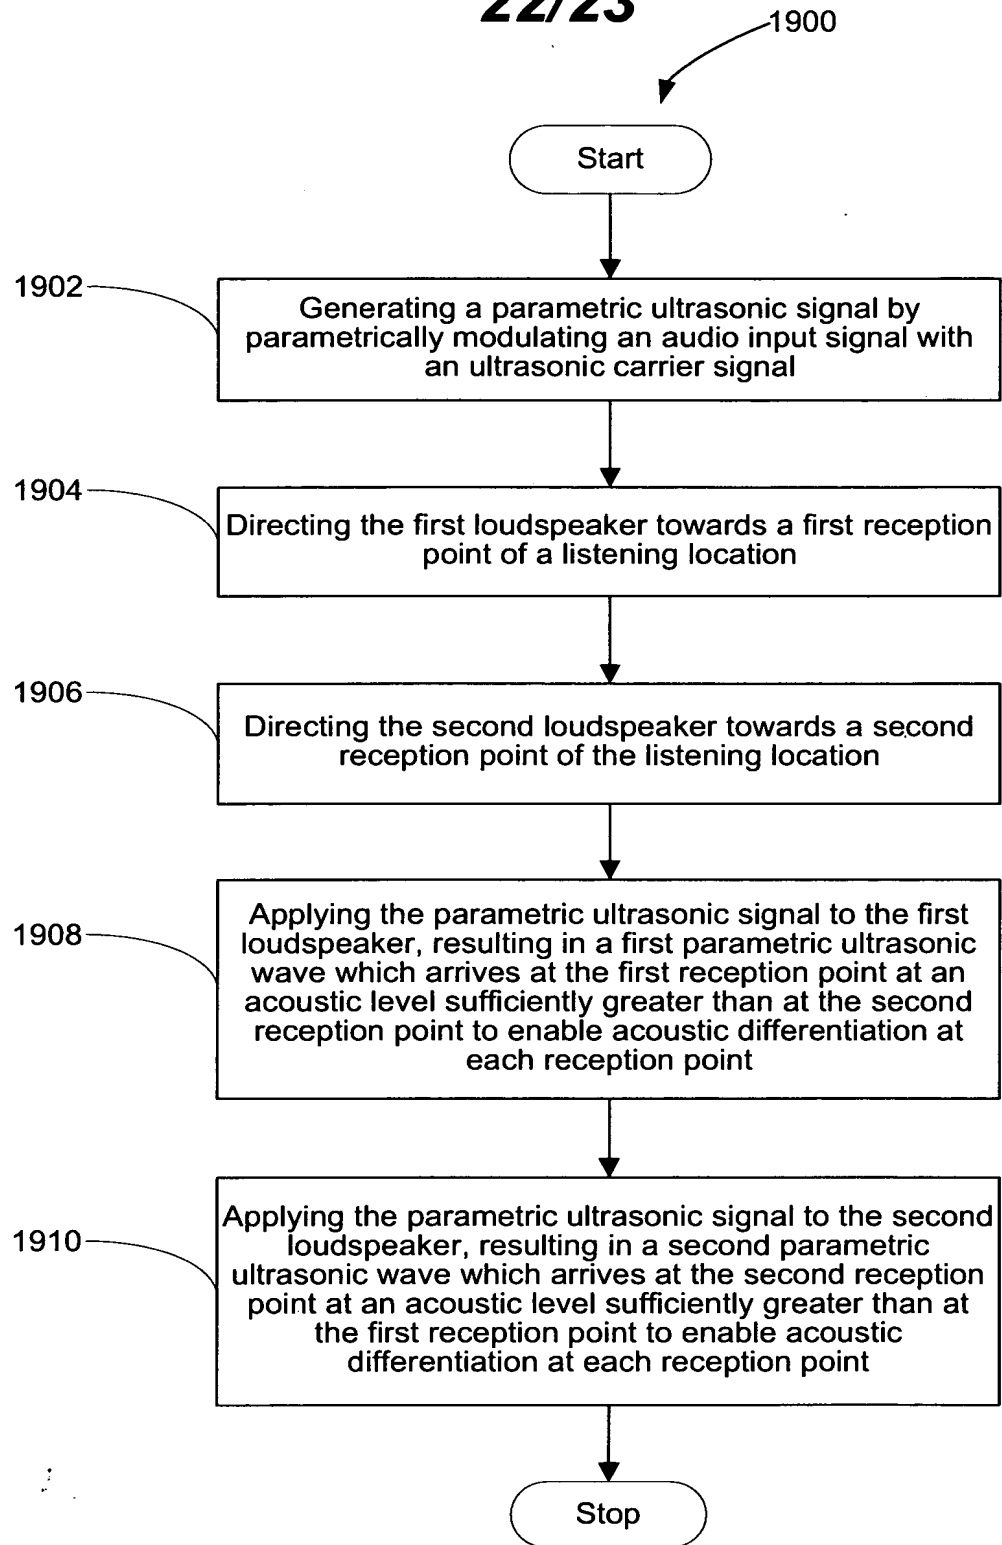 22/23
1900
Start
1902
Generating a parametric ultrasonic signal by
parametrically modulating an audio input signal with
an ultrasonic carrier signal
1904
Directing the first loudspeaker towards a first reception
point of a listening location
1906
Directing the second loudspeaker towards a second
reception point of the listening location
1908
Applying the parametric ultrasonic signal to the first
loudspeaker, resulting in a first parametric ultrasonic
wave which arrives at the first reception point at an
acoustic level sufficiently greater than at the second
reception point to enable acoustic differentiation at
each reception point
1910
Applying the parametric ultrasonic signal to the second
loudspeaker, resulting in a second parametric
ultrasonic wave which arrives at the second reception
point at an acoustic level sufficiently greater than at
the first reception point to enable acoustic
differentiation at each reception point
Stop